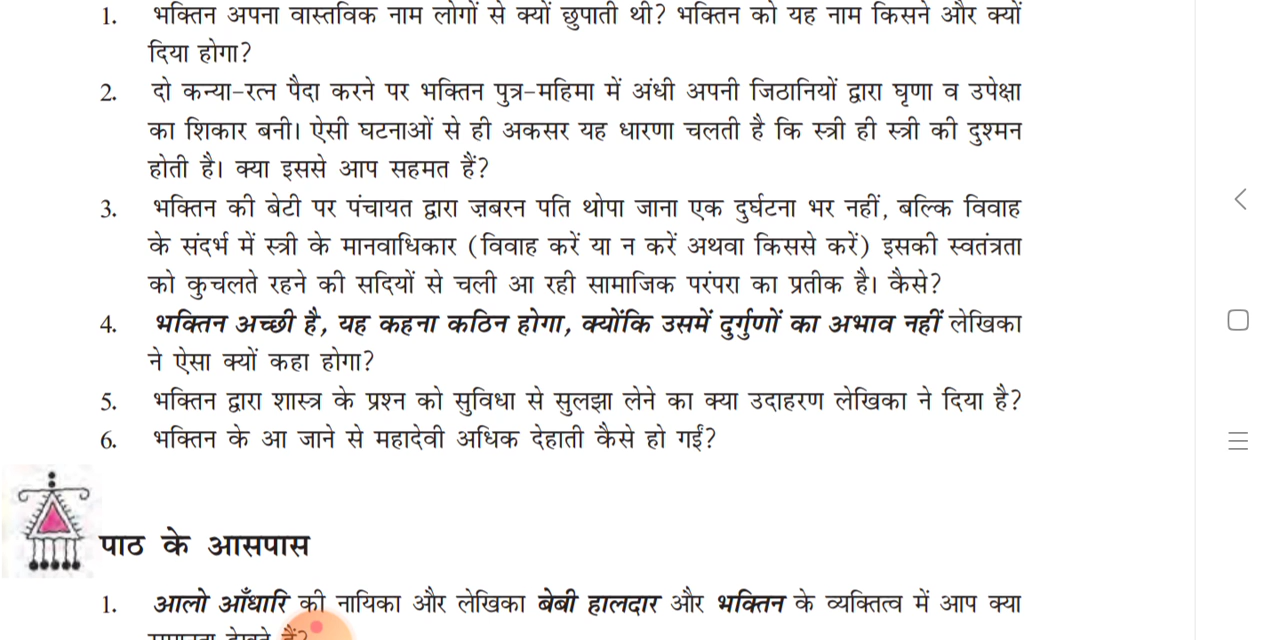 1. भक्तिन अपना वास्तविक नाम लोगों से क्यों छुपाती थी? भक्तिन को यह नाम किसने और क्यों
दिया होगा?
2. दो कन्या-रत्न पैदा करने पर भक्तिन पुत्र-महिमा में अंधी अपनी जिठानियों द्वारा घृणा व उपेक्षा
का शिकार बनी। ऐसी घटनाओं से ही अकसर यह धारणा चलती है कि स्त्री ही स्त्री की दुश्मन
होती है। क्या इससे आप सहमत हैं?
3. भक्तिन की बेटी पर पंचायत द्वारा ज़बरन पति थोपा जाना एक दुर्घटना भर नहीं, बल्कि विवाह
के संदर्भ में स्त्री के मानवाधिकार (विवाह करें या न करें अथवा किससे करें) इसकी स्वतंत्रता
को कुचलते रहने की सदियों से चली आ रही सामाजिक परंपरा का प्रतीक है। कैसे?
4. भक्तिन अच्छी है, यह कहना कठिन होगा, क्योंकि उसमें दुर्गुणों का अभाव नहीं लेखिका
ने ऐसा क्यों कहा होगा?
5. भक्तिन द्वारा शास्त्र के प्रश्न को सुविधा से सुलझा लेने का क्या उदाहरण लेखिका ने दिया है?
6. भक्तिन के आ जाने से महादेवी अधिक देहाती कैसे हो गईं?
पाठ के आसपास
1. आलो आँधारि की नायिका और लेखिका बेबी हालदार और भक्तिन के व्यक्तित्व में आप क्या